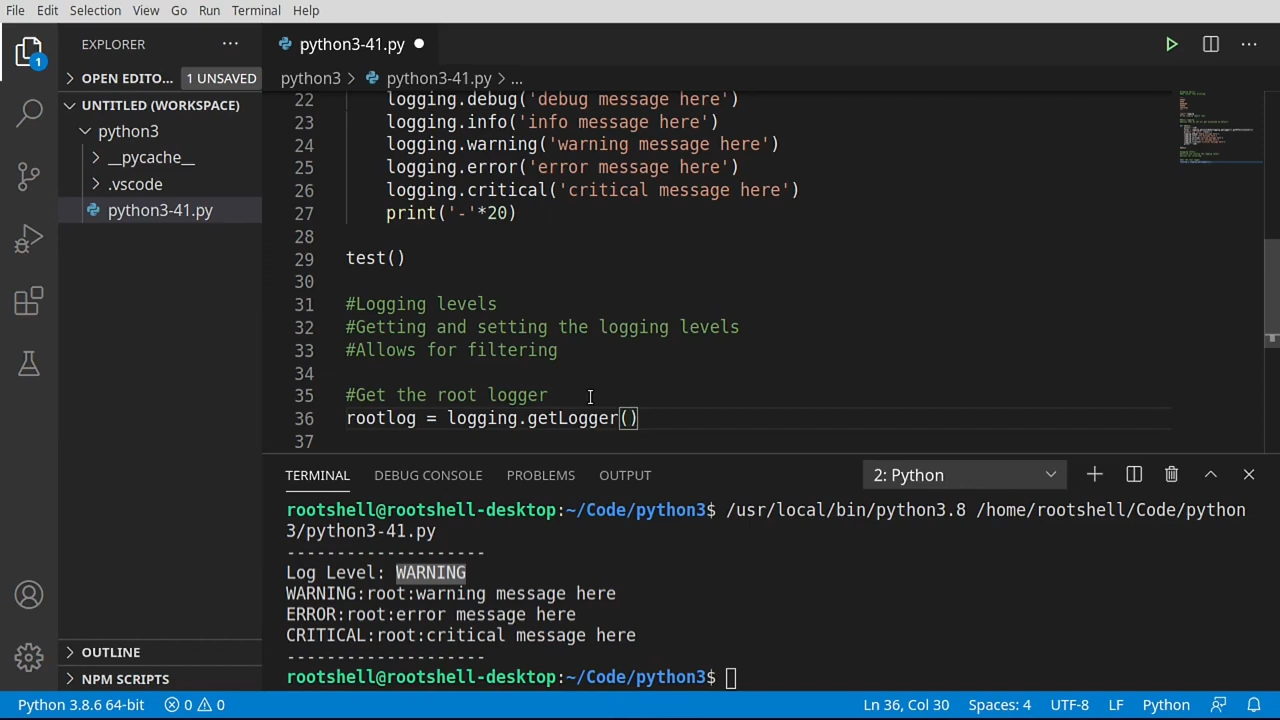 File Edit Selection View Go Run Terminal Help
EXPLORER
python3-41.py
OPEN EDITO... 1 UNSAVED
python3 > python3-41.py > ...
UNTITLED (WORKSPACE)
python3
__pycache__
.vscode
python3-41.py
22 logging.debug('debug message here')
23 logging.info('info message here')
24 logging.warning('warning message here')
25 logging.error('error message here')
26 logging.critical('critical message here')
27 print('-'*20)
28
29 test()
30
31 #Logging levels
32 #Getting and setting the logging levels
33 #Allows for filtering
34
35 #Get the root logger
36 rootlog = logging.getLogger()
37
TERMINAL DEBUG CONSOLE PROBLEMS OUTPUT 2: Python
rootshell@rootshell-desktop:~/Code/python3$ /usr/local/bin/python3.8 /home/rootshell/Code/python
3/python3-41.py
--------------------
Log Level: WARNING
WARNING:root:warning message here
ERROR:root:error message here
CRITICAL:root:critical message here
--------------------
rootshell@rootshell-desktop:~/Code/python3$
1
OUTLINE
NPM SCRIPTS
Python 3.8.6 64-bit 0 0 Ln 36, Col 30 Spaces: 4 UTF-8 LF Python